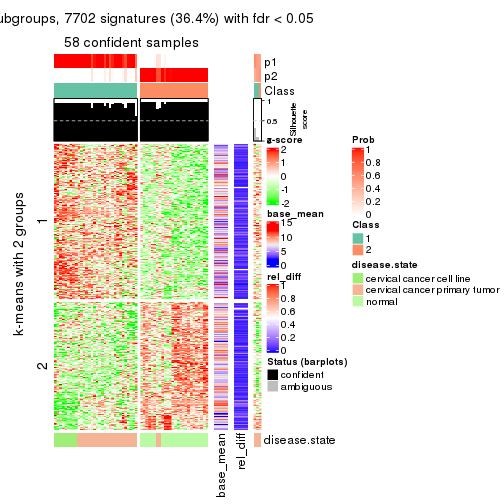 ubgroups, 7702 signatures (36.4%) with fdr < 0.05
58 confident samples
p1
p2
Class
1
0.5
0
Silhouette
score
k-means with 2 groups
1
2
z-score
2
1
0
-1
-2
base_mean
15
10
5
0
rel_diff
1
0.8
0.6
0.4
0.2
0
Status (barplots)
confident
ambiguous
Prob
1
0.8
0.6
0.4
0.2
0
Class
1
2
disease.state
cervical cancer cell line
cervical cancer primary tumor
normal
disease.state
base_mean
rel_diff